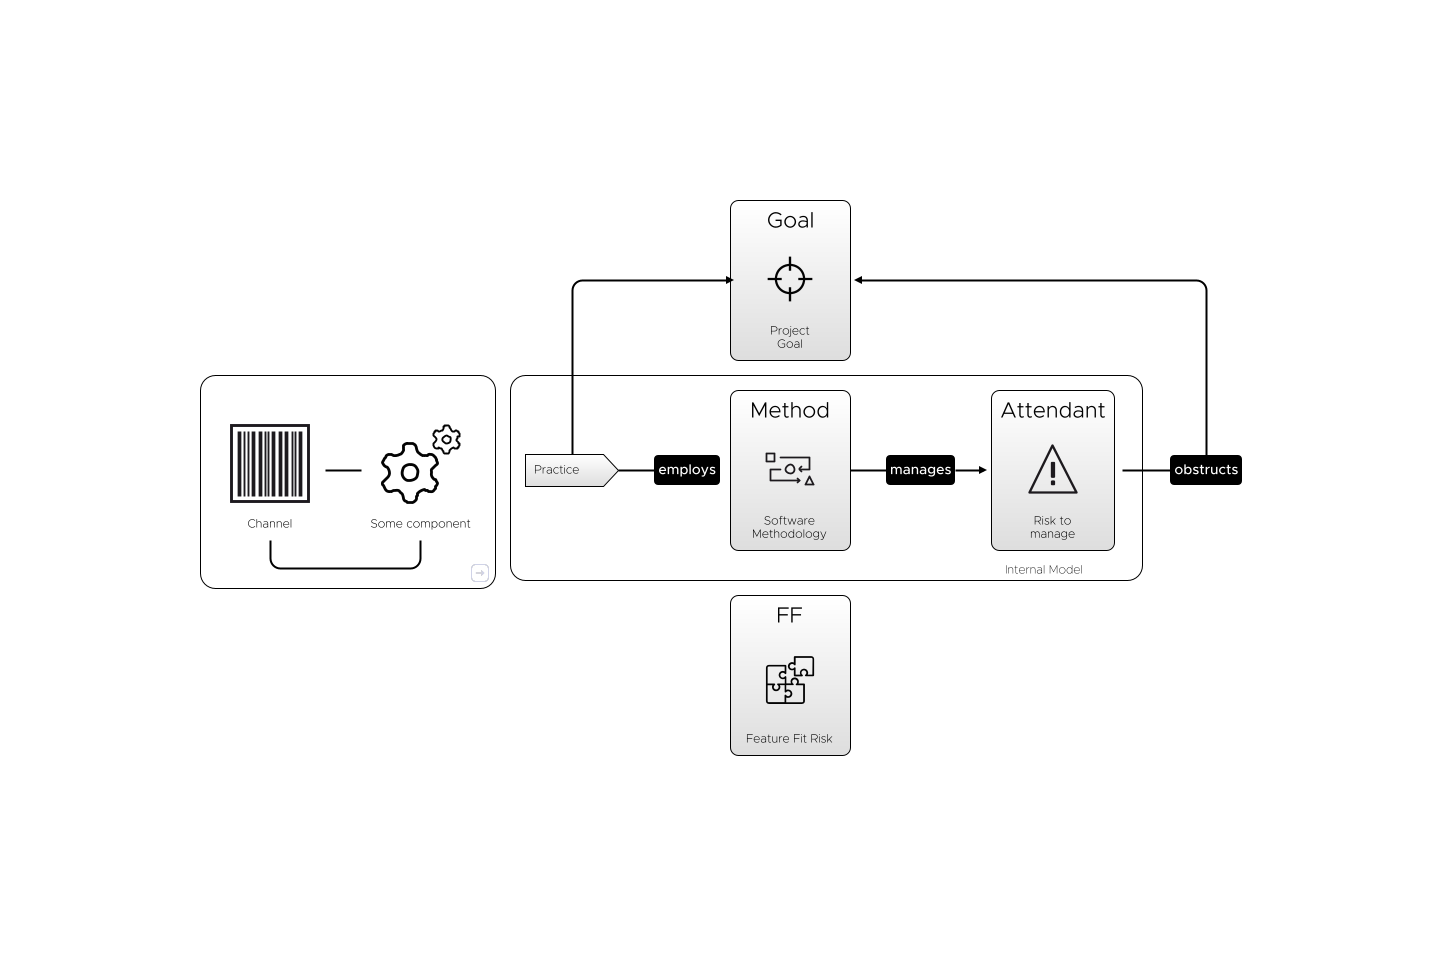 Goal
Project
Goal
Channel
Some component
Practice
employs
Method
Software
Methodology
manages
Attendant
Risk to
manage
Internal Model
obstructs
FF
Feature Fit Risk